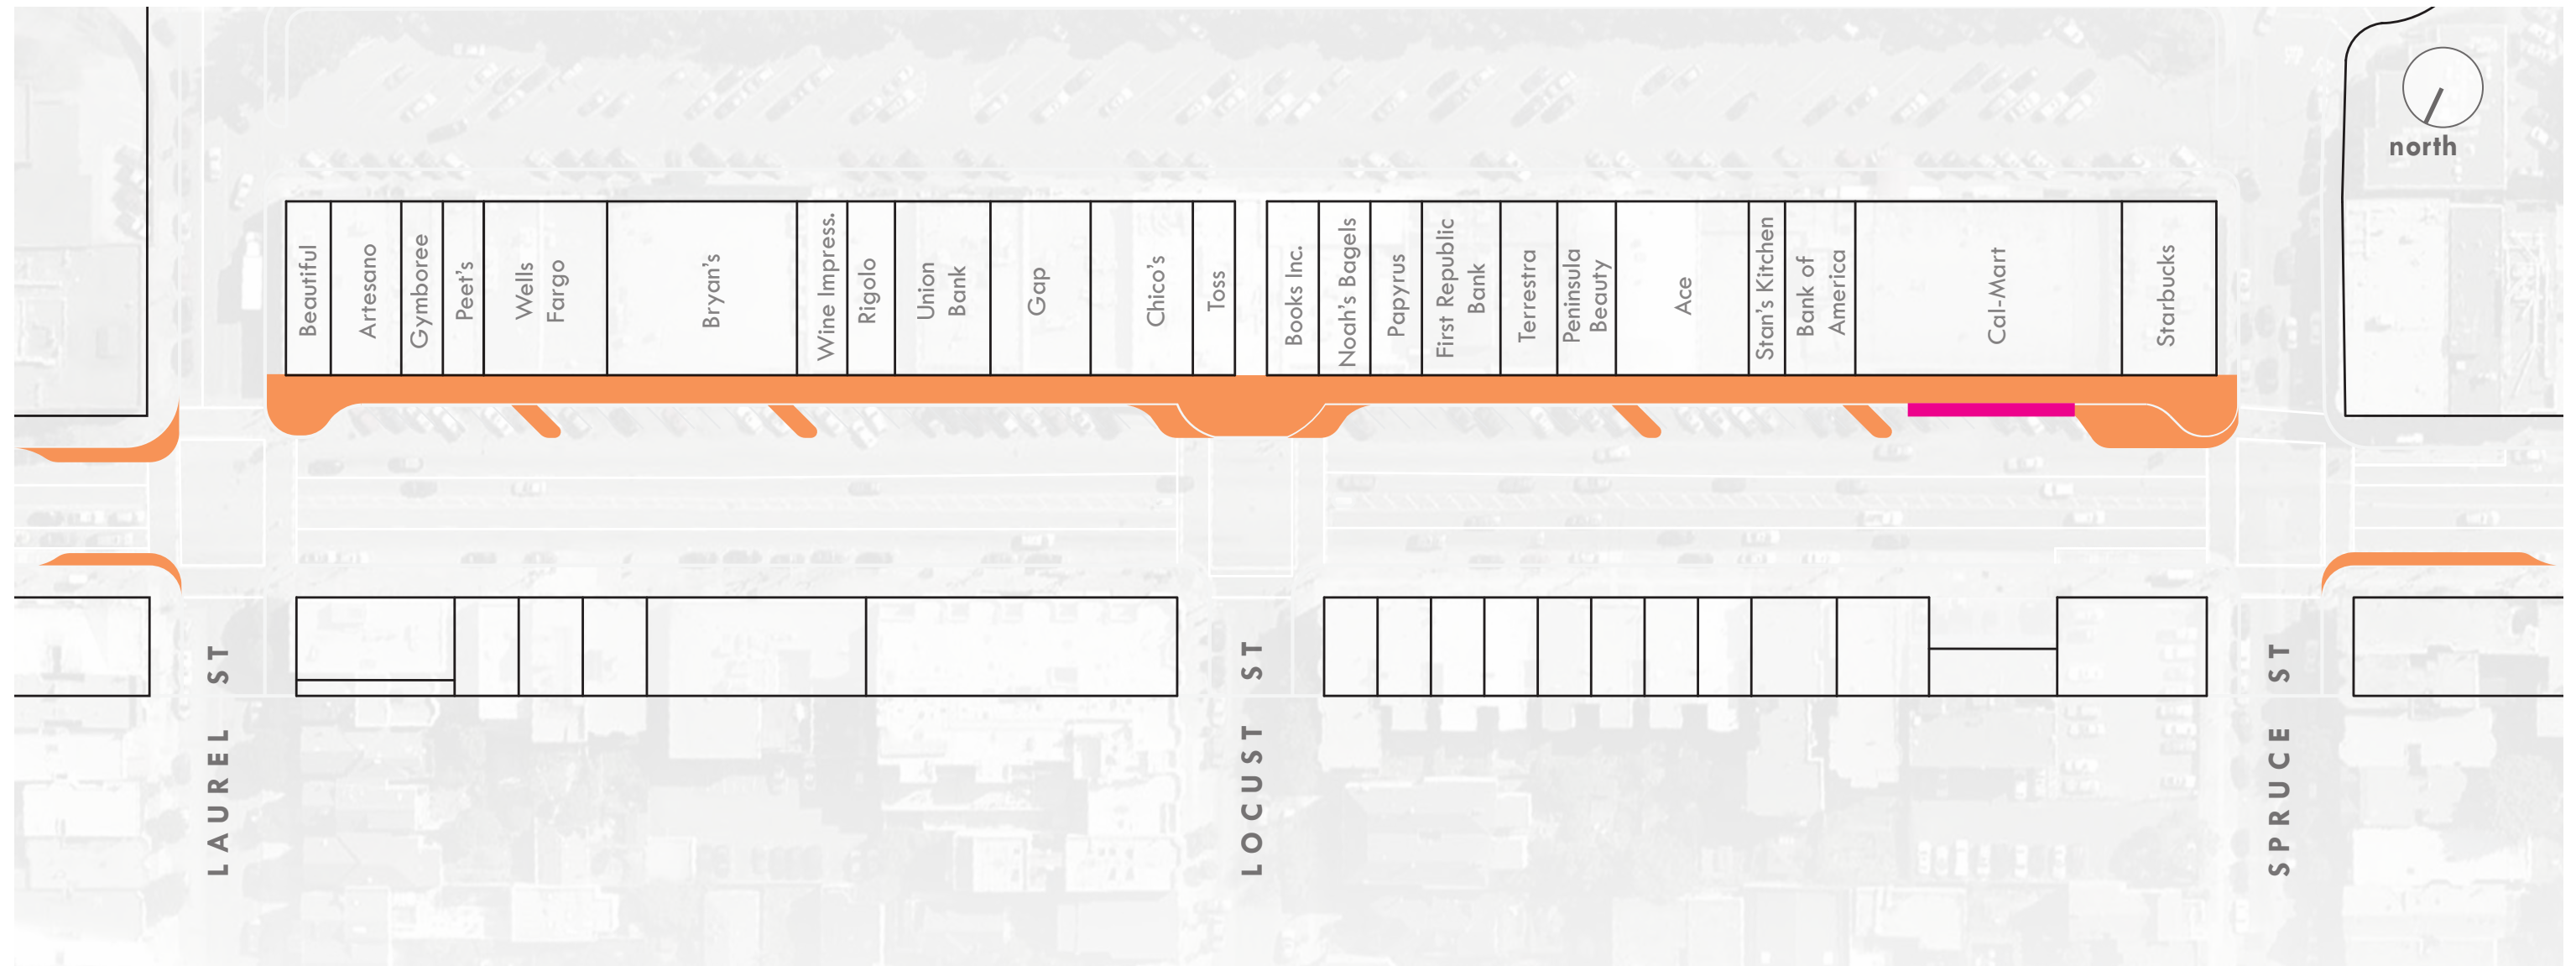 north
Beautiful
Artesano
Gymboree
Peet's
Wells
Fargo
Bryan's
Wine Impress.
Rigolo
Union
Bank
Gap
Chico's
Toss
Books Inc.
Noah's Bagels
Papyrus
First Republic
Bank
Terrestra
Peninsula
Beauty
Ace
Stan's Kitchen
Bank of
America
Cal-Mart
Starbucks
LAUREL ST
LOCUST ST
SPRUCE ST